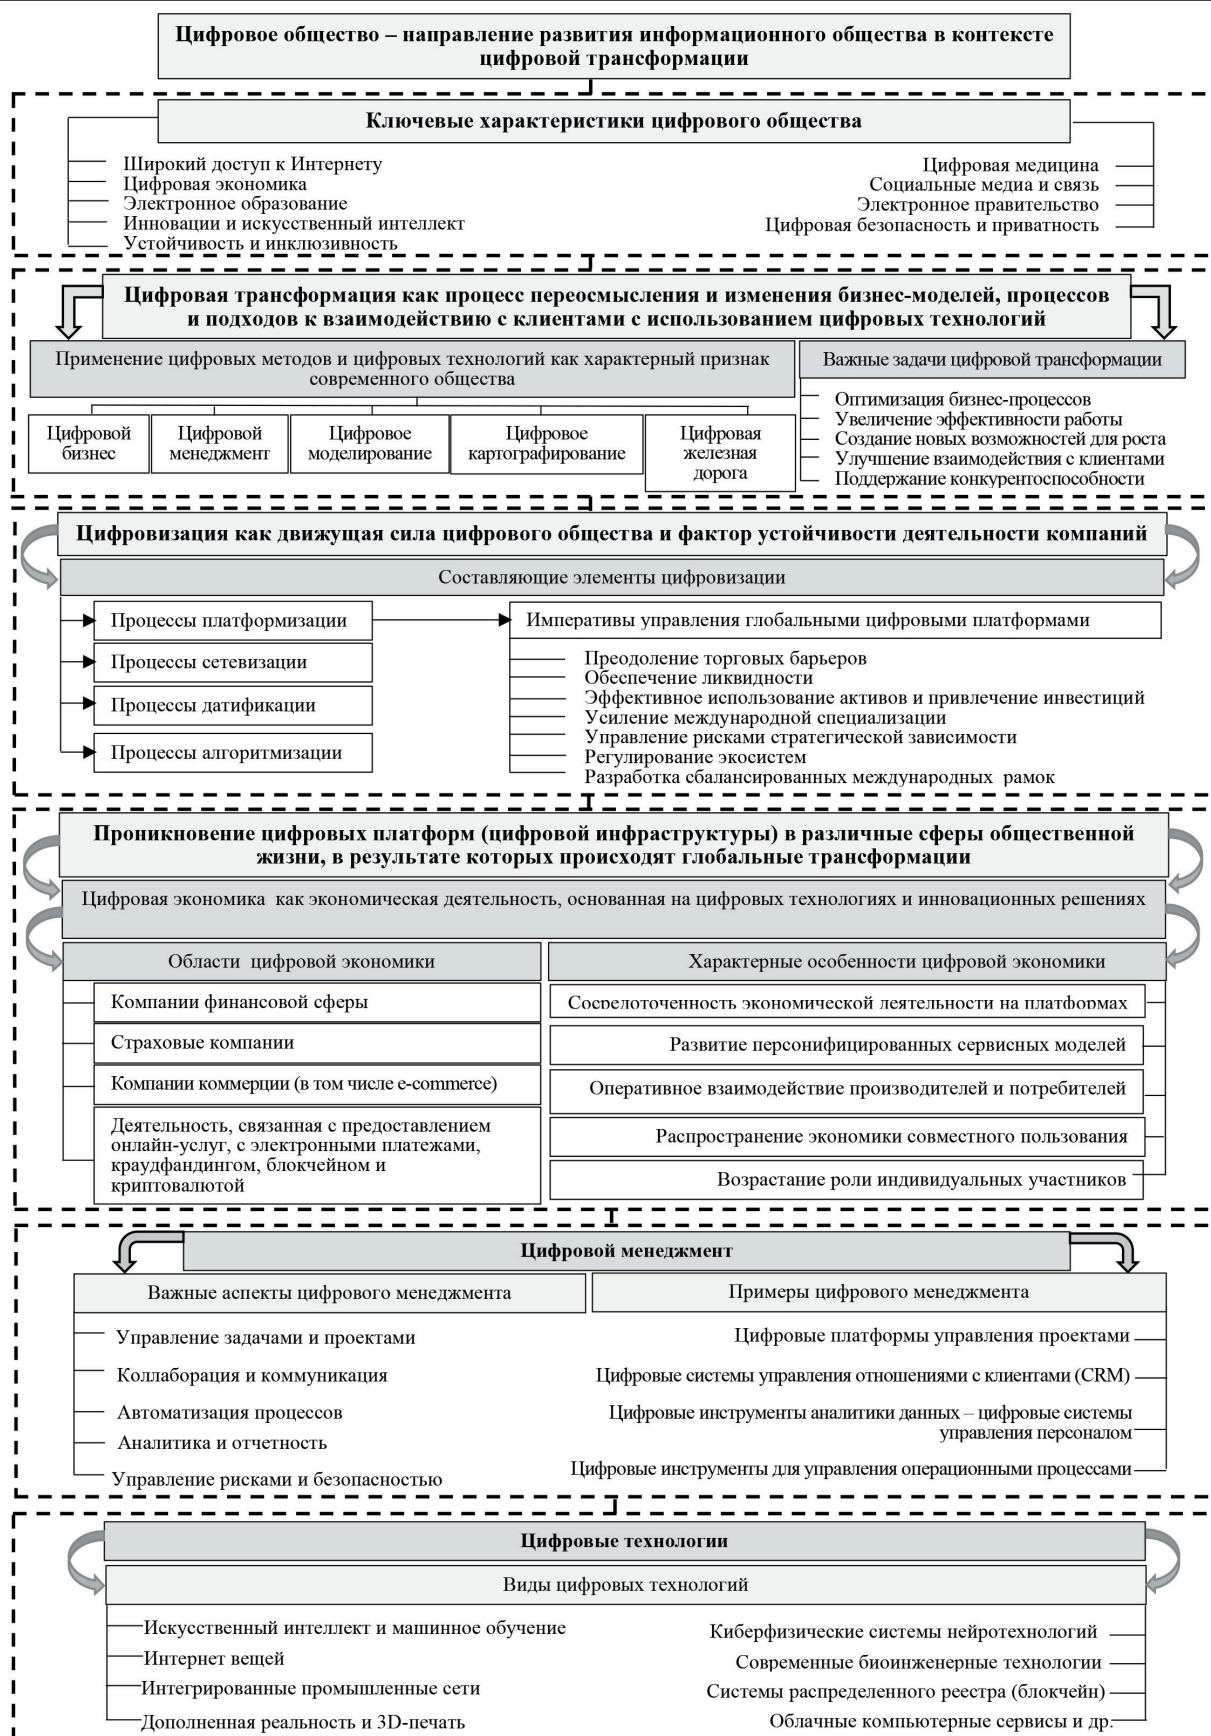 Цифровое общество – направление развития информационного общества в контексте
цифровой трансформации
Ключевые характеристики цифрового общества
Широкий доступ к Интернету
Цифровая экономика
Электронное образование
Инновации и искусственный интеллект
Устойчивость и инклюзивность
Цифровая медицина
Социальные медиа и связь
Электронное правительство
Цифровая безопасность и приватность
Цифровая трансформация как процесс переосмысления и изменения бизнес-моделей, процессов
и подходов к взаимодействию с клиентами с использованием цифровых технологий
Применение цифровых методов и цифровых технологий как характерный признак
современного общества
Цифровой
бизнес
Цифровой
менеджмент
Цифровое
моделирование
Цифровое
картографирование
Цифровая
железная
дорога
Важные задачи цифровой трансформации
Оптимизация бизнес-процессов
Увеличение эффективности работы
Создание новых возможностей для роста
Улучшение взаимодействия с клиентами
Поддержание конкурентоспособности
Цифровизация как движущая сила цифрового общества и фактор устойчивости деятельности компаний
Составляющие элементы цифровизации
Процессы платформизации
Процессы сетевизации
Процессы датификации
Процессы алгоритмизации
Императивы управления глобальными цифровыми платформами
Преодоление торговых барьеров
Обеспечение ликвидности
Эффективное использование активов и привлечение инвестиций
Усиление международной специализации
Управление рисками стратегической зависимости
Регулирование экосистем
Разработка сбалансированных международных рамок
Проникновение цифровых платформ (цифровой инфраструктуры) в различные сферы общественной
жизни, в результате которых происходят глобальные трансформации
Цифровая экономика как экономическая деятельность, основанная на цифровых технологиях и инновационных решениях
Области цифровой экономики
Компании финансовой сферы
Страховые компании
Компании коммерции (в том числе e-commerce)
Деятельность, связанная с предоставлением
онлайн-услуг, с электронными платежами,
краудфандингом, блокчейном и
криптовалютой
Характерные особенности цифровой экономики
Сосредоточенность экономической деятельности на платформах
Развитие персонифицированных сервисных моделей
Оперативное взаимодействие производителей и потребителей
Распространение экономики совместного пользования
Возрастание роли индивидуальных участников
Цифровой менеджмент
Важные аспекты цифрового менеджмента
Управление задачами и проектами
Коллаборация и коммуникация
Автоматизация процессов
Аналитика и отчетность
Управление рисками и безопасностью
Примеры цифрового менеджмента
Цифровые платформы управления проектами
Цифровые системы управления отношениями с клиентами (CRM)
Цифровые инструменты аналитики данных – цифровые системы
управления персоналом
Цифровые инструменты для управления операционными процессами
Цифровые технологии
Виды цифровых технологий
Искусственный интеллект и машинное обучение
Интернет вещей
Интегрированные промышленные сети
Дополненная реальность и 3D-печать
Киберфизические системы нейротехнологий
Современные биоинженерные технологии
Системы распределенного реестра (блокчейн)
Облачные компьютерные сервисы и др.